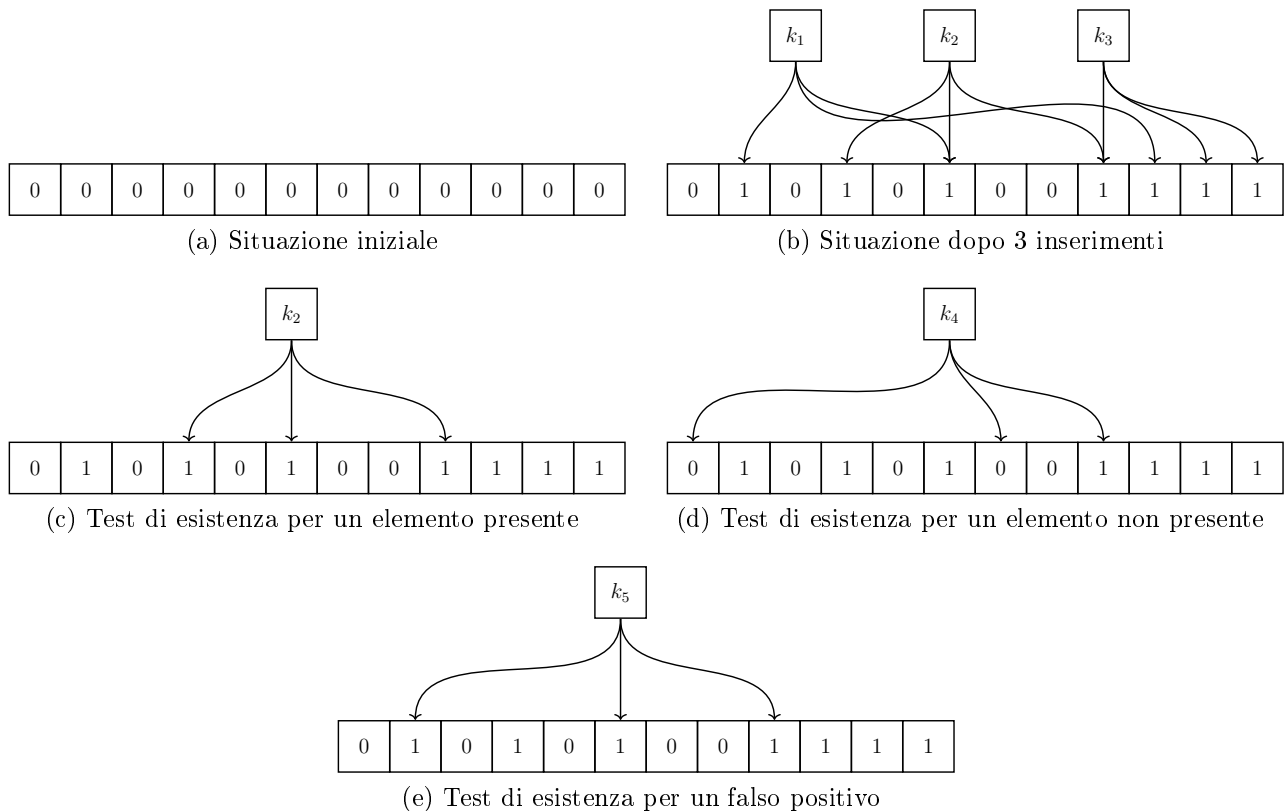 k₁ k₂ k₃
0 0 0 0 0 0 0 0 0 0 0 0
0 1 0 1 0 1 0 0 1 1 1 1
(a) Situazione iniziale
(b) Situazione dopo 3 inserimenti
k₂
k₄
0 1 0 1 0 1 0 0 1 1 1 1
0 1 0 1 0 1 0 0 1 1 1 1
(c) Test di esistenza per un elemento presente
(d) Test di esistenza per un elemento non presente
k₅
0 1 0 1 0 1 0 0 1 1 1 1
(e) Test di esistenza per un falso positivo